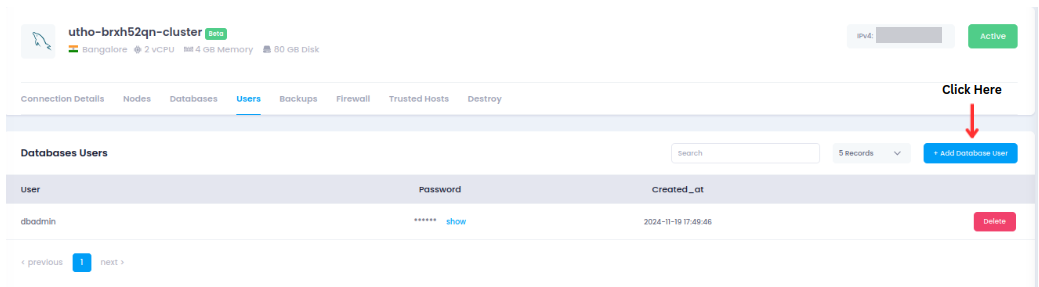 utho-brxh52qn-cluster Beta
Bangalore 2 vCPU 4 GB Memory 80 GB Disk
IPv4:
Active
Connection Details Nodes Databases Users Backups Firewall Trusted Hosts Destroy
Click Here
Databases Users
Search
5 Records
+ Add Database User
User Password Created_at
dbadmin ****** show 2024-11-19 17:49:46 Delete
< previous 1 next >